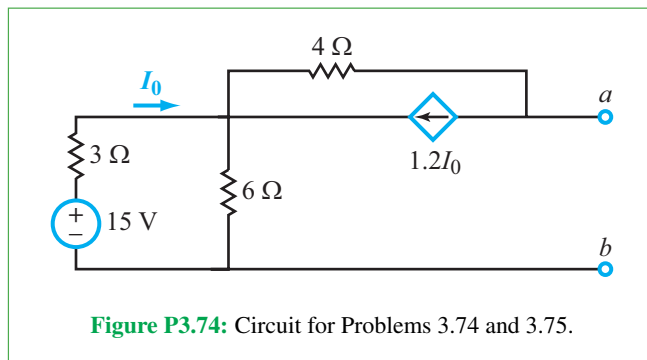 4 Ω
I₀
a
3 Ω
1.2I₀
6 Ω
+
15 V
−
b
Figure P3.74: Circuit for Problems 3.74 and 3.75.